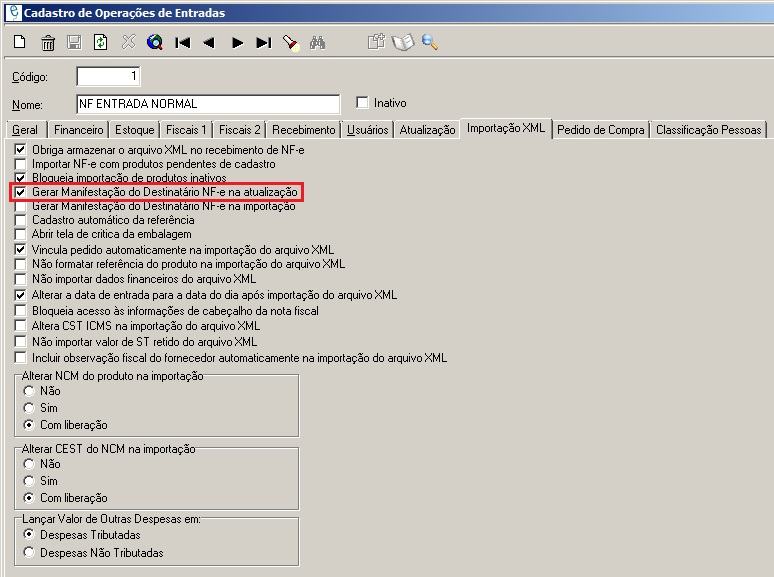 Cadastro de Operações de Entradas
Código: 1
Nome: NF ENTRADA NORMAL Inativo
Geral Financeiro Estoque Fiscais 1 Fiscais 2 Recebimento Usuários Atualização Importação XML Pedido de Compra Classificação Pessoas
Obriga armazenar o arquivo XML no recebimento de NF-e
Importar NF-e com produtos pendentes de cadastro
Bloqueia importação de produtos inativos
Gerar Manifestação do Destinatário NF-e na atualização
Gerar Manifestação do Destinatário NF-e na importação
Cadastro automático da referência
Abrir tela de critica da embalagem
Vincula pedido automaticamente na importação do arquivo XML
Não formatar referência do produto na importação do arquivo XML
Não importar dados financeiros do arquivo XML
Alterar a data de entrada para a data do dia após importação do arquivo XML
Bloqueia acesso às informações de cabeçalho da nota fiscal
Altera CST ICMS na importação do arquivo XML
Não importar valor de ST retido do arquivo XML
Incluir observação fiscal do fornecedor automaticamente na importação do arquivo XML
Alterar NCM do produto na importação
Não
Sim
Com liberação
Alterar CEST do NCM na importação
Não
Sim
Com liberação
Lançar Valor de Outras Despesas em:
Despesas Tributadas
Despesas Não Tributadas